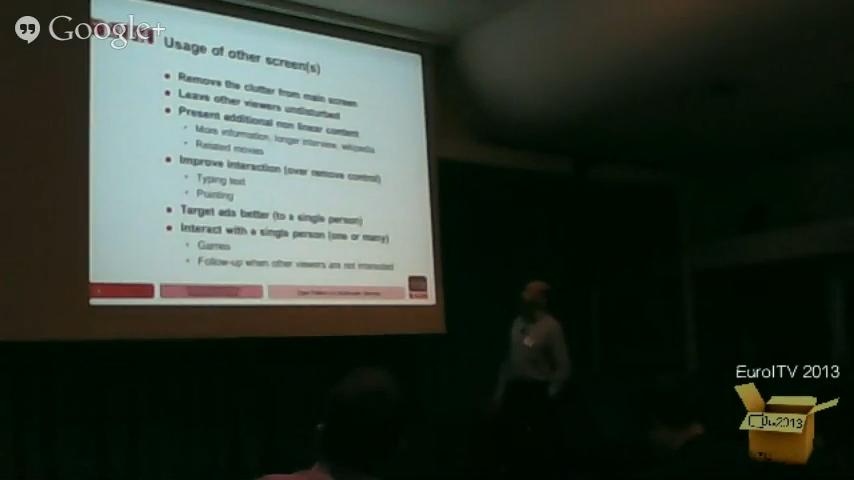 Google+
Usage of other screen(s)
Remove the clutter from main screen
Leave other viewers undisturbed
Present additional non linear content
More information, longer interview, wikipedia
Related movies
Improve interaction (over remove control)
Typing text
Pointing
Target ads better (to a single person)
Interact with a single person (one or many)
Games
Follow-up when other viewers are not interested
EuroITV 2013
2013